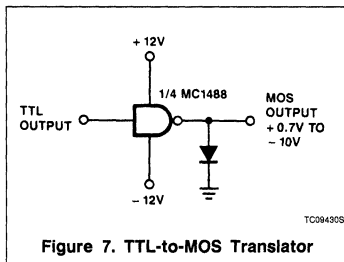 + 12V
1/4 MC1488
TTL
OUTPUT
MOS
OUTPUT
+ 0.7V TO
– 10V
– 12V
TC09430S
Figure 7. TTL-to-MOS Translator